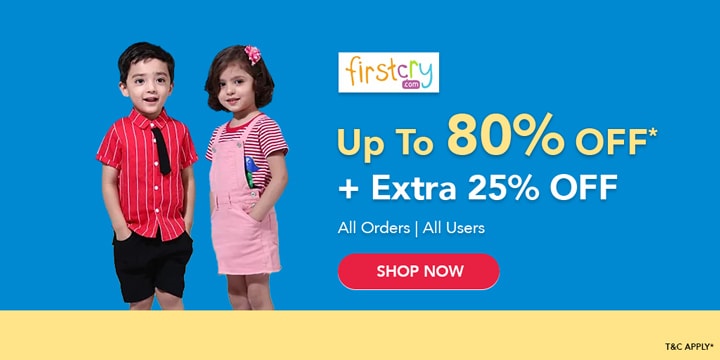 firstcry
.com
Up To 80% OFF*
+ Extra 25% OFF
All Orders | All Users
SHOP NOW
T&C APPLY*